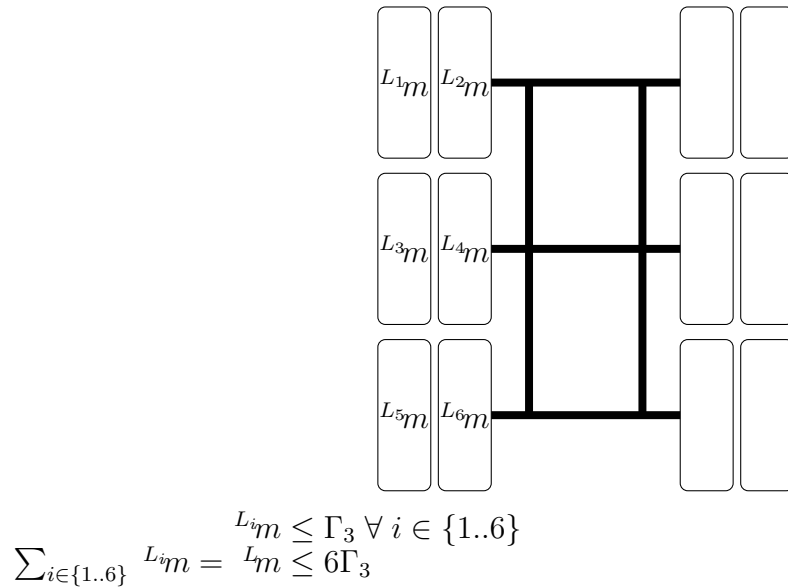 L₁m L₂m
L₃m L₄m
L₅m L₆m
Lᵢm ≤ Γ₃ ∀ i ∈ {1..6}
∑i∈{1..6} Lᵢm = Lm ≤ 6Γ₃